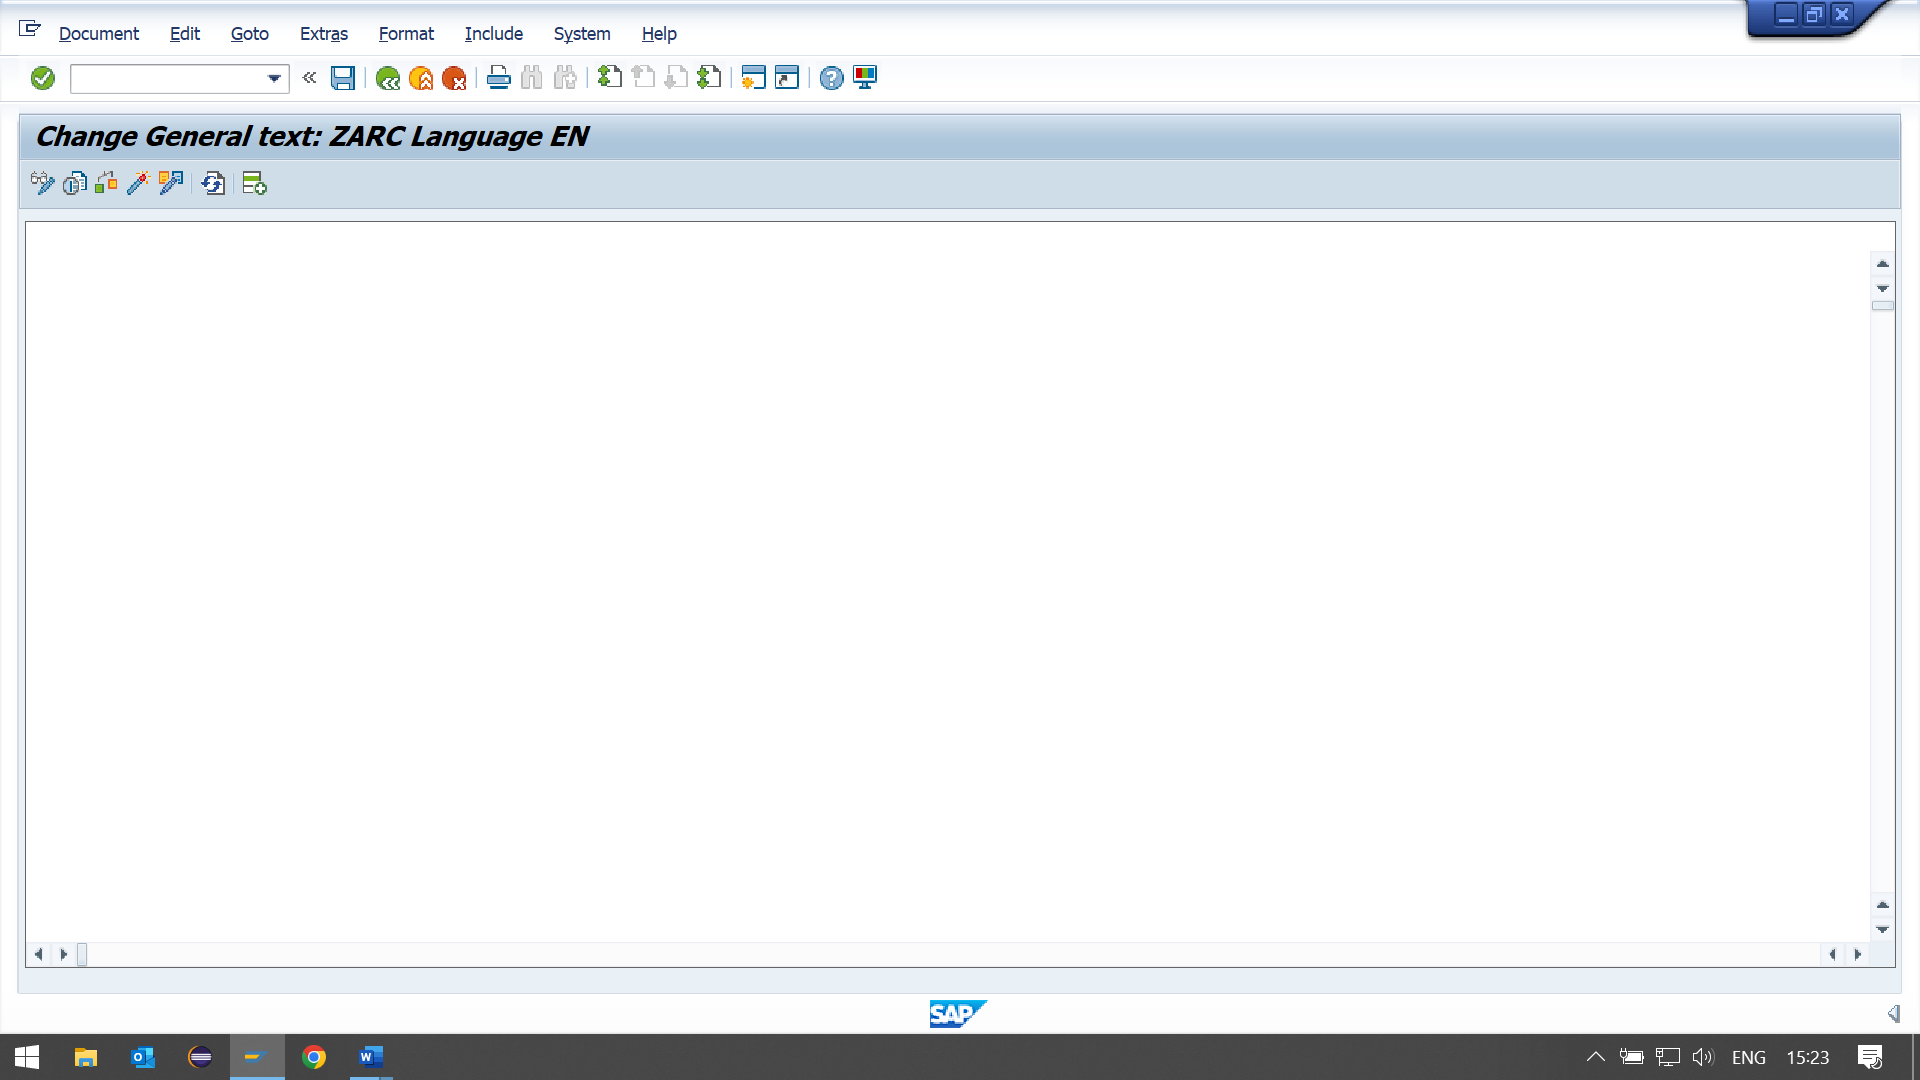 Document Edit Goto Extras Format Include System Help
Change General text: ZARC Language EN
SAP
ENG 15:23